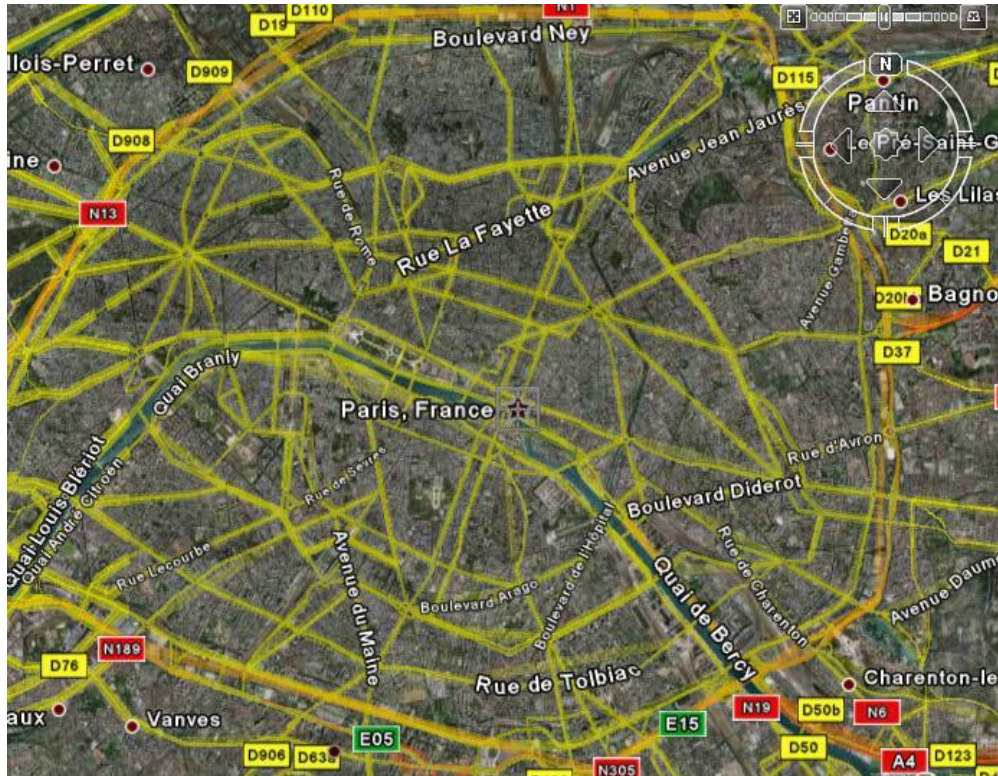 D110
D19
N1
Boulevard Ney
llois-Perret
D909
D115
N
Pantin
D908
Avenue Jean Jaurès
Le Pré-Saint-G
ine
Les Lilas
N13
Rue de Rome
Rue La Fayette
D20a
D21
Avenue Gambetta
Bagno
D37
Quai Branly
Paris, France
Rue d'Avron
Rue de Sèvres
Quai Louis Blériot
Quai André Citroën
Boulevard Diderot
Rue Lecourbe
Avenue du Maine
Boulevard Arago
Boulevard de l'Hôpital
Quai de Bercy
Rue de Charenton
Avenue Daume
N189
D76
Rue de Tolbiac
Charenton-le
aux
Vanves
E05
E15
N19
D50b
N6
D906
D63a
N305
D50
A4
D123